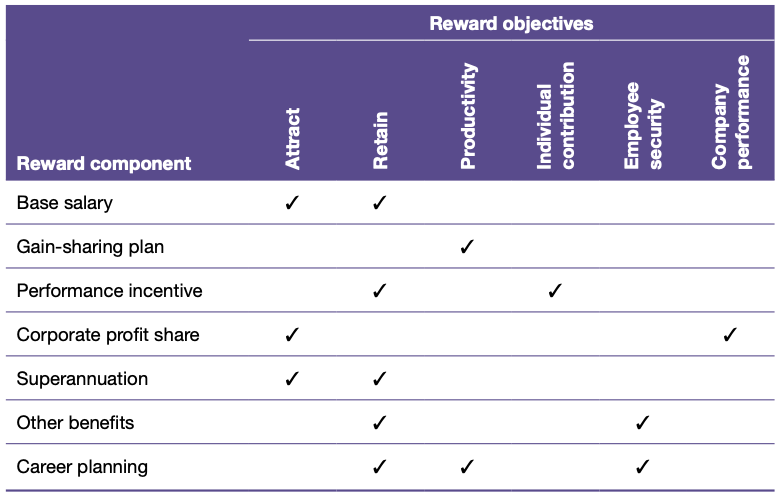 Reward objectives
Reward component
Attract
Retain
Productivity
Individual
contribution
Employee
security
Company
performance
Base salary ✓ ✓
Gain-sharing plan ✓
Performance incentive ✓ ✓
Corporate profit share ✓ ✓
Superannuation ✓ ✓
Other benefits ✓ ✓
Career planning ✓ ✓ ✓